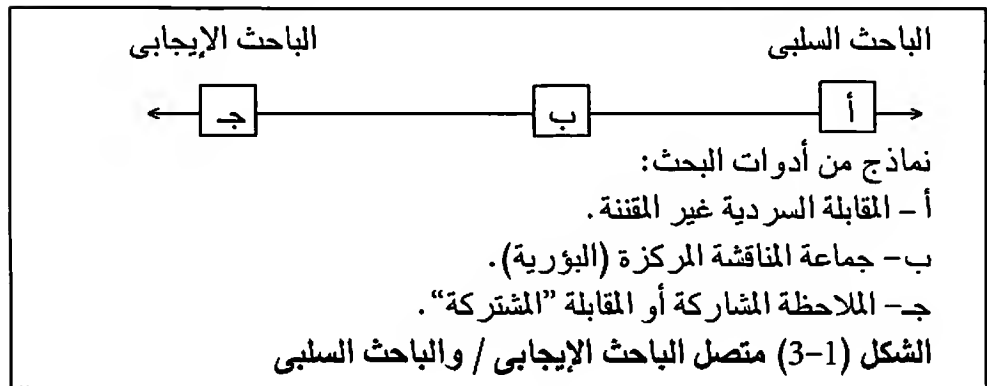 الباحث السلبى الباحث الإيجابى
أ ب جـ
نماذج من أدوات البحث:
أ – المقابلة السردية غير المقننة.
ب– جماعة المناقشة المركزة (البؤرية).
جـ– الملاحظة المشاركة أو المقابلة ”المشتركة“.
الشكل (1–3) متصل الباحث الإيجابى / والباحث السلبى